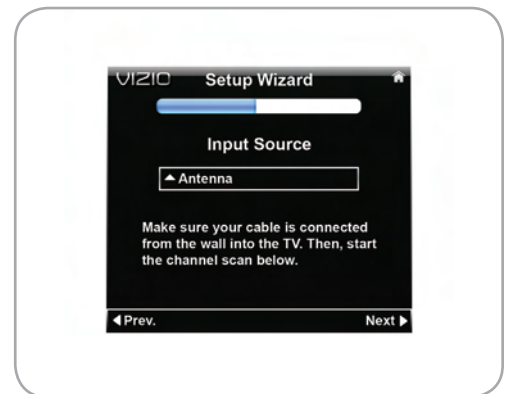 VIZIO Setup Wizard
Input Source
Antenna
Make sure your cable is connected
from the wall into the TV. Then, start
the channel scan below.
Prev. Next